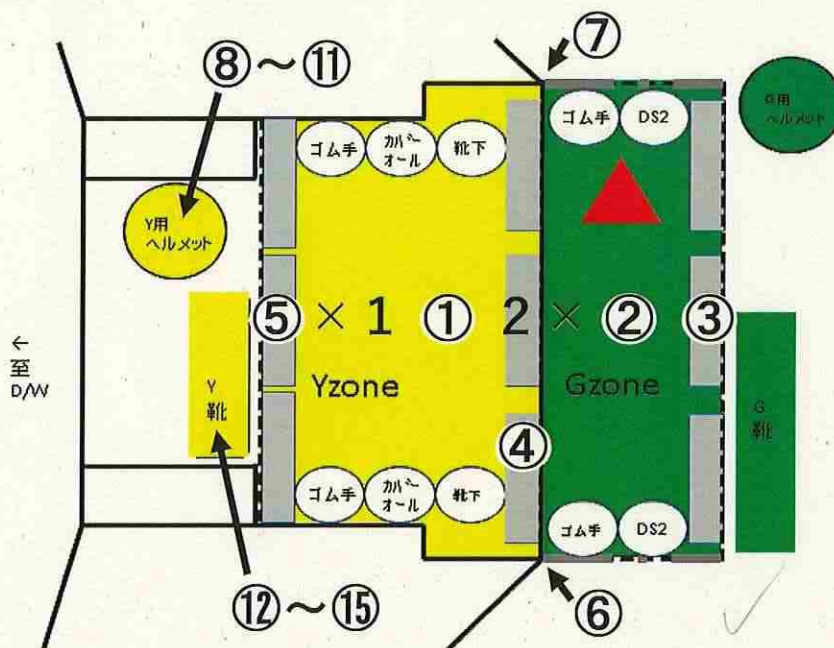 ⑦
⑧～⑪
G用
ヘルメット
ゴム手
カバー
オール
靴下
ゴム手
DS2
Y用
ヘルメット
⑤ × 1 ① 2 × ② ③
←
至
D/W
Yzone
Gzone
Y
靴
G
靴
④
ゴム手
カバー
オール
靴下
ゴム手
DS2
⑫～⑮
⑥